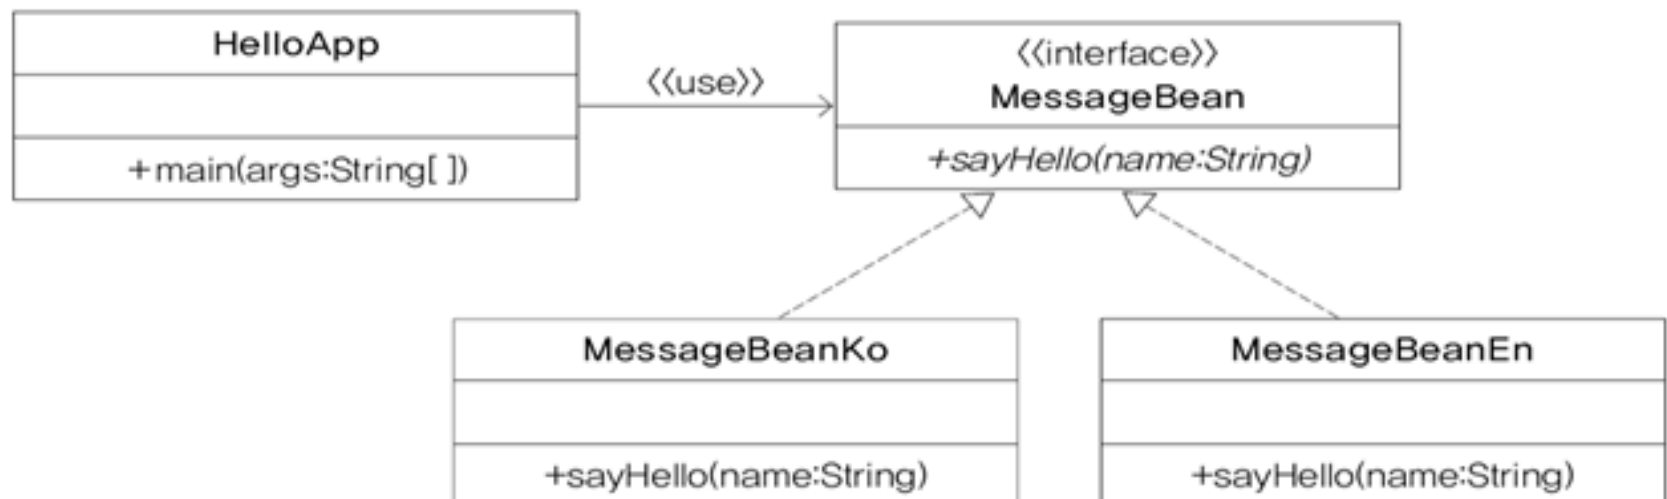 HelloApp
+main(args:String[ ])
<<use>>
<<interface>>
MessageBean
+sayHello(name:String)
MessageBeanKo
+sayHello(name:String)
MessageBeanEn
+sayHello(name:String)